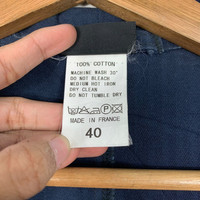 100% COTTON
MACHINE WASH 30°
DO NOT BLEACH
MEDIUM HOT IRON
DRY CLEAN
DO NOT TUMBLE DRY
MADE IN FRANCE
40